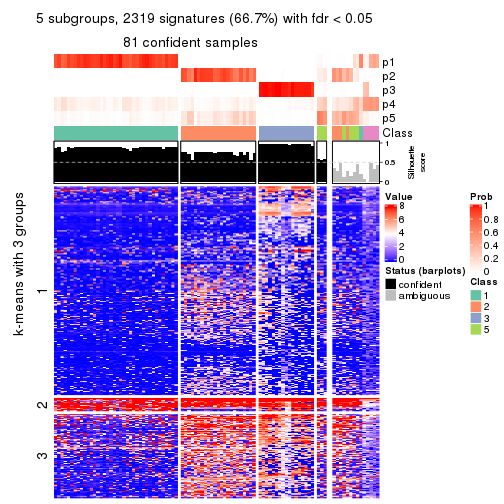 5 subgroups, 2319 signatures (66.7%) with fdr < 0.05
81 confident samples
p1
p2
p3
p4
p5
Class
1
0.5
0
Silhouette
score
k-means with 3 groups
1
2
3
Value
8
6
4
2
0
Status (barplots)
confident
ambiguous
Prob
1
0.8
0.6
0.4
0.2
0
Class
1
2
3
5